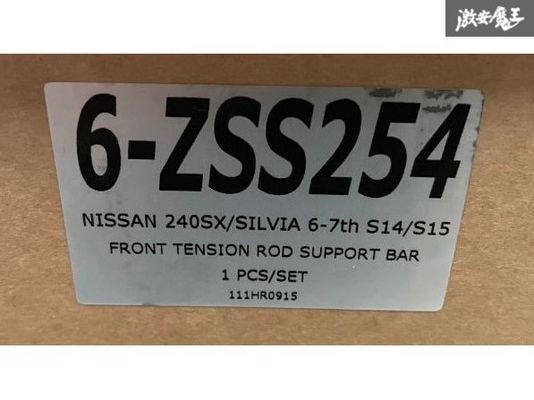 激安魔王
6-ZSS254
NISSAN 240SX/SILVIA 6-7th S14/S15
FRONT TENSION ROD SUPPORT BAR
1 PCS/SET
111HR0915